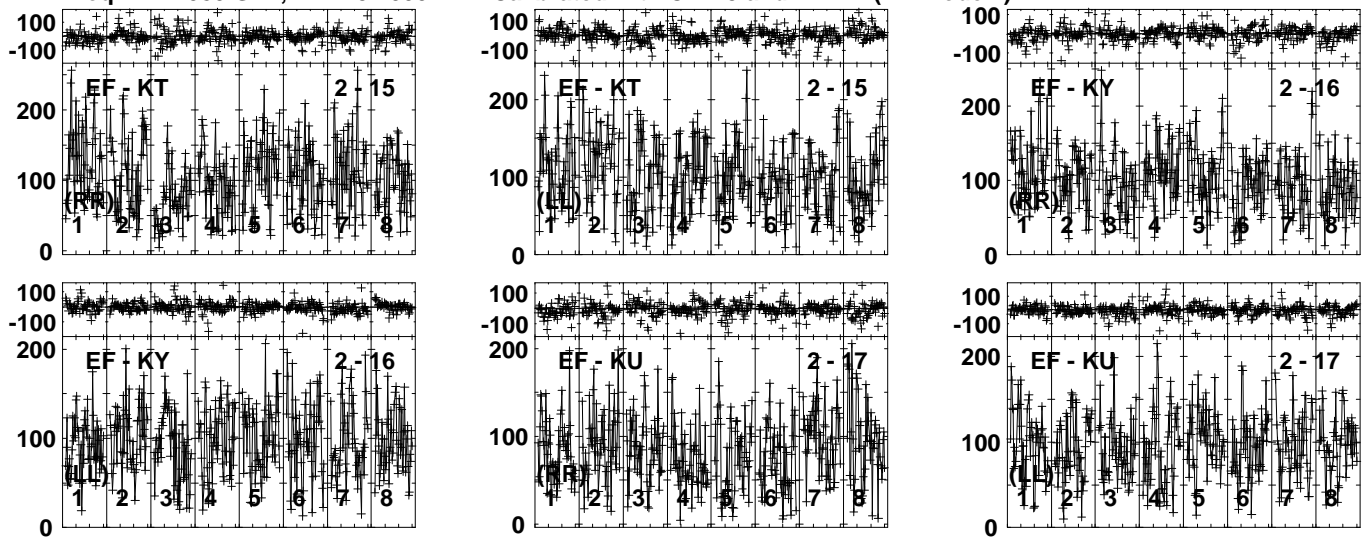 100 100 100
-100 -100 -100
EF - KT 2 - 15 EF - KT 2 - 15 EF - KY 2 - 16
200 200 200
100 100 100
(RR) (LL) (RR)
1 2 3 4 5 6 7 8 1 2 3 4 5 6 7 8 1 2 3 4 5 6 7 8
0 0 0
100 100 100
-100 -100 -100
EF - KY 2 - 16 EF - KU 2 - 17 EF - KU 2 - 17
200 200 200
100 100 100
(LL) (RR) (LL)
1 2 3 4 5 6 7 8 1 2 3 4 5 6 7 8 1 2 3 4 5 6 7 8
0 0 0